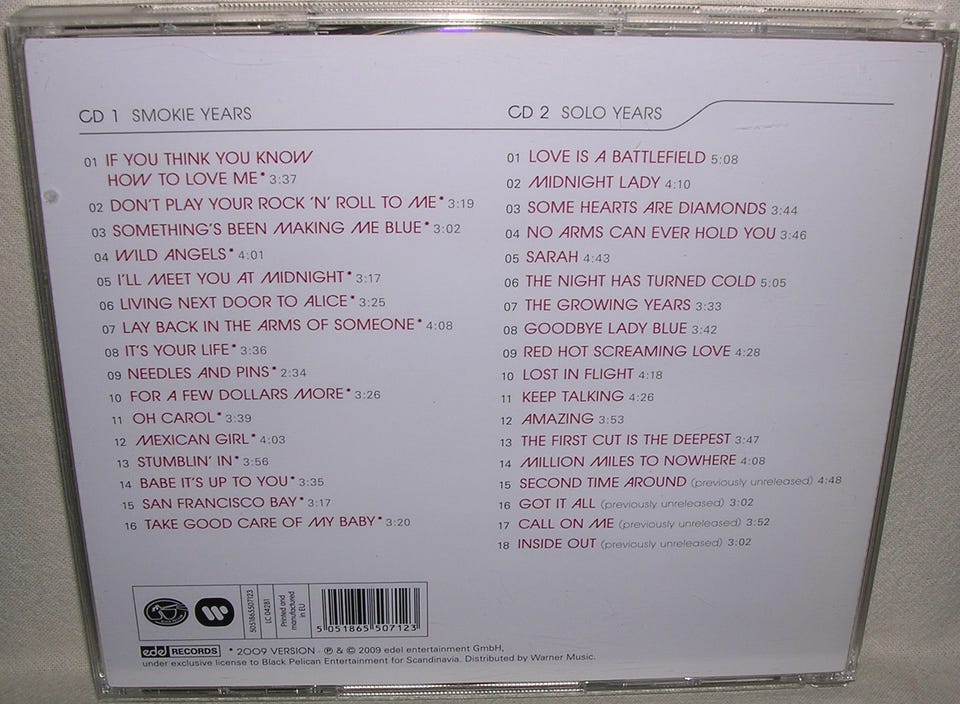 CD 1 SMOKIE YEARS
01 IF YOU THINK YOU KNOW
HOW TO LOVE ME* 3:37
02 DON'T PLAY YOUR ROCK 'N' ROLL TO ME* 3:19
03 SOMETHING'S BEEN MAKING ME BLUE* 3:02
04 WILD ANGELS* 4:01
05 I'LL MEET YOU AT MIDNIGHT* 3:17
06 LIVING NEXT DOOR TO ALICE* 3:25
07 LAY BACK IN THE ARMS OF SOMEONE* 4:08
08 IT'S YOUR LIFE* 3:36
09 NEEDLES AND PINS* 2:34
10 FOR A FEW DOLLARS MORE* 3:26
11 OH CAROL* 3:39
12 MEXICAN GIRL* 4:03
13 STUMBLIN' IN* 3:56
14 BABE IT'S UP TO YOU* 3:35
15 SAN FRANCISCO BAY* 3:17
16 TAKE GOOD CARE OF MY BABY* 3:20
CD 2 SOLO YEARS
01 LOVE IS A BATTLEFIELD 5:08
02 MIDNIGHT LADY 4:10
03 SOME HEARTS ARE DIAMONDS 3:44
04 NO ARMS CAN EVER HOLD YOU 3:46
05 SARAH 4:43
06 THE NIGHT HAS TURNED COLD 5:05
07 THE GROWING YEARS 3:33
08 GOODBYE LADY BLUE 3:42
09 RED HOT SCREAMING LOVE 4:28
10 LOST IN FLIGHT 4:18
11 KEEP TALKING 4:26
12 AMAZING 3:53
13 THE FIRST CUT IS THE DEEPEST 3:47
14 MILLION MILES TO NOWHERE 4:08
15 SECOND TIME AROUND (previously unreleased) 4:48
16 GOT IT ALL (previously unreleased) 3:02
17 CALL ON ME (previously unreleased) 3:52
18 INSIDE OUT (previously unreleased) 3:02
5051865507123
LC 04281
Printed and
manufactured
in EU
5 051865 507123
edel RECORDS * 2009 VERSION · ℗ & © 2009 edel entertainment GmbH,
under exclusive license to Black Pelican Entertainment for Scandinavia. Distributed by Warner Music.